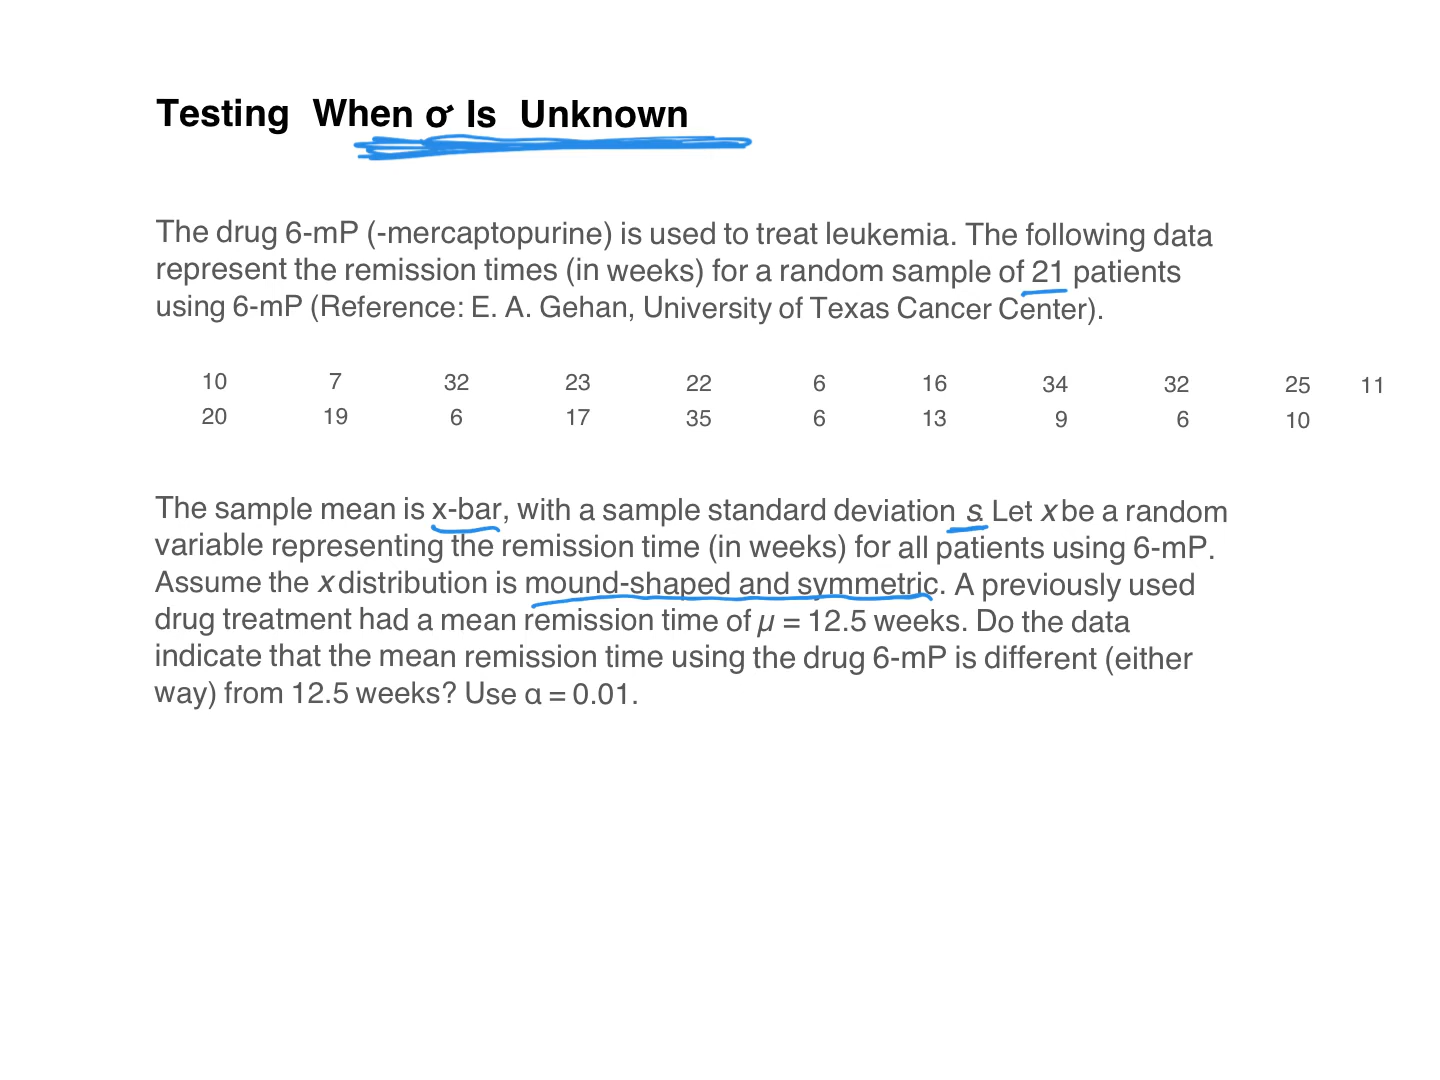 Testing When σ Is Unknown
The drug 6-mP (-mercaptopurine) is used to treat leukemia. The following data
represent the remission times (in weeks) for a random sample of 21 patients
using 6-mP (Reference: E. A. Gehan, University of Texas Cancer Center).
10 7 32 23 22 6 16 34 32 25 11
20 19 6 17 35 6 13 9 6 10
The sample mean is x-bar, with a sample standard deviation s. Let x be a random
variable representing the remission time (in weeks) for all patients using 6-mP.
Assume the x distribution is mound-shaped and symmetric. A previously used
drug treatment had a mean remission time of μ = 12.5 weeks. Do the data
indicate that the mean remission time using the drug 6-mP is different (either
way) from 12.5 weeks? Use α = 0.01.